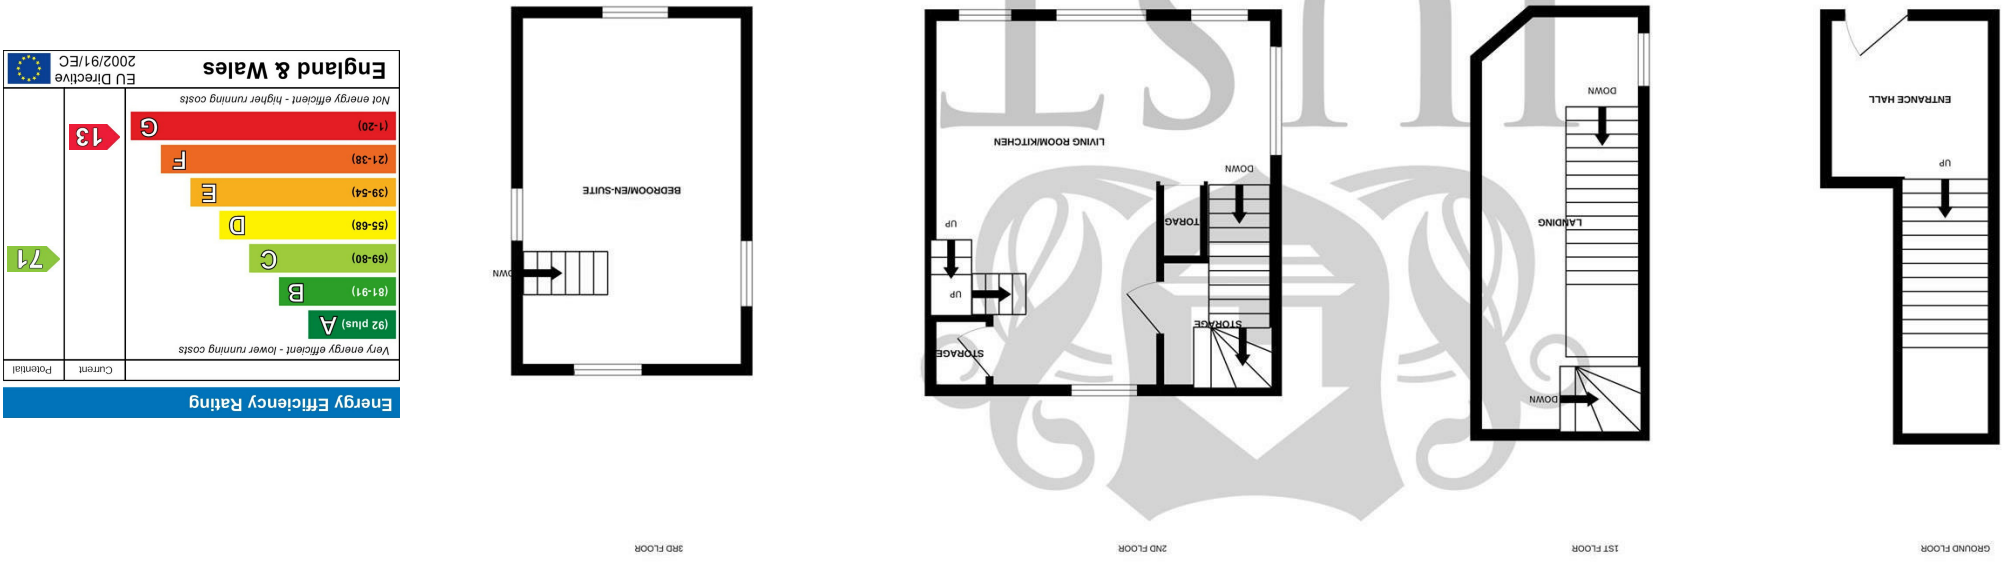 GROUND FLOOR
1ST FLOOR
2ND FLOOR
3RD FLOOR
UP
ENTRANCE HALL
DOWN
LANDING
DOWN
STORAGE
STORAGE
UP
UP
STORAG
DOWN
LIVING ROOM/KITCHEN
DOWN
BEDROOM/EN-SUITE
Energy Efficiency Rating
Current
Potential
Very energy efficient - lower running costs
(92 plus) A
(81-91) B
(69-80) C
(55-68) D
(39-54) E
(21-38) F
(1-20) G
Not energy efficient - higher running costs
71
13
England & Wales
EU Directive
2002/91/EC